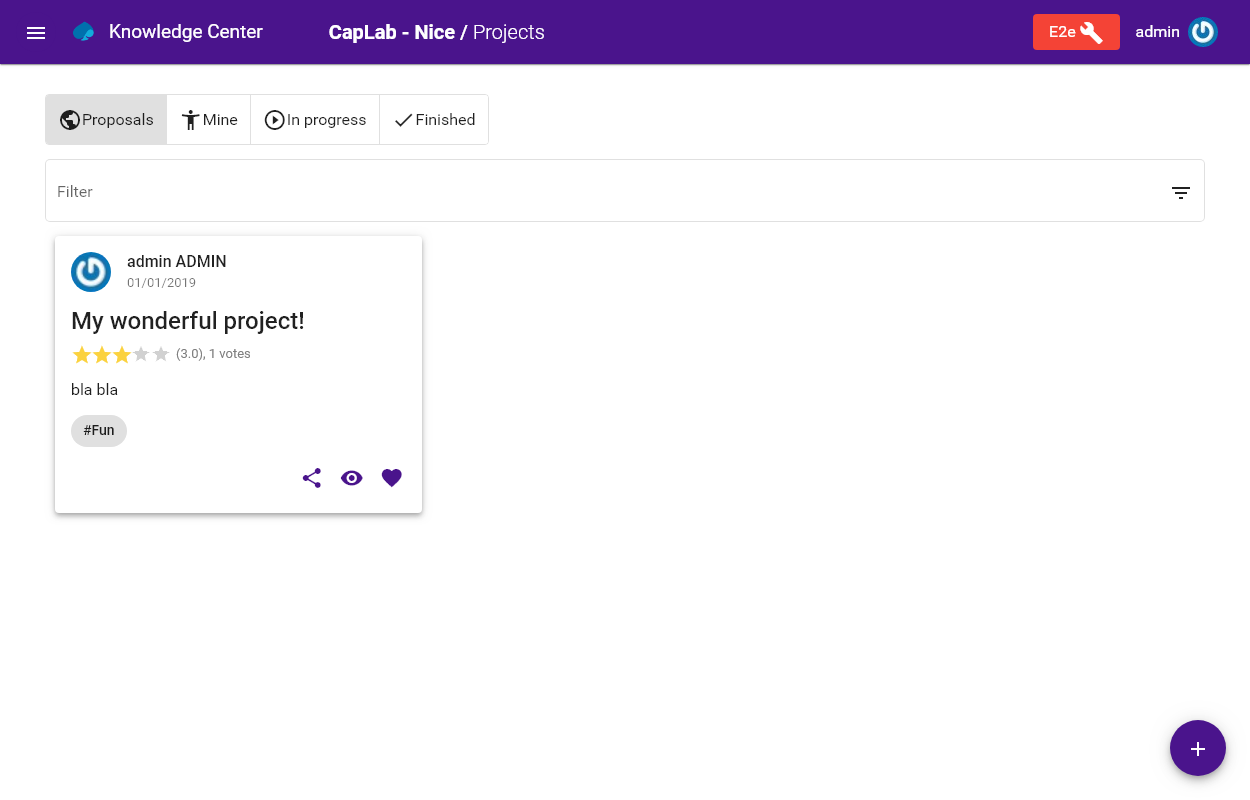 Knowledge Center
CapLab - Nice / Projects
E2e
admin
Proposals
Mine
In progress
Finished
Filter
admin ADMIN
01/01/2019
My wonderful project!
(3.0), 1 votes
bla bla
#Fun